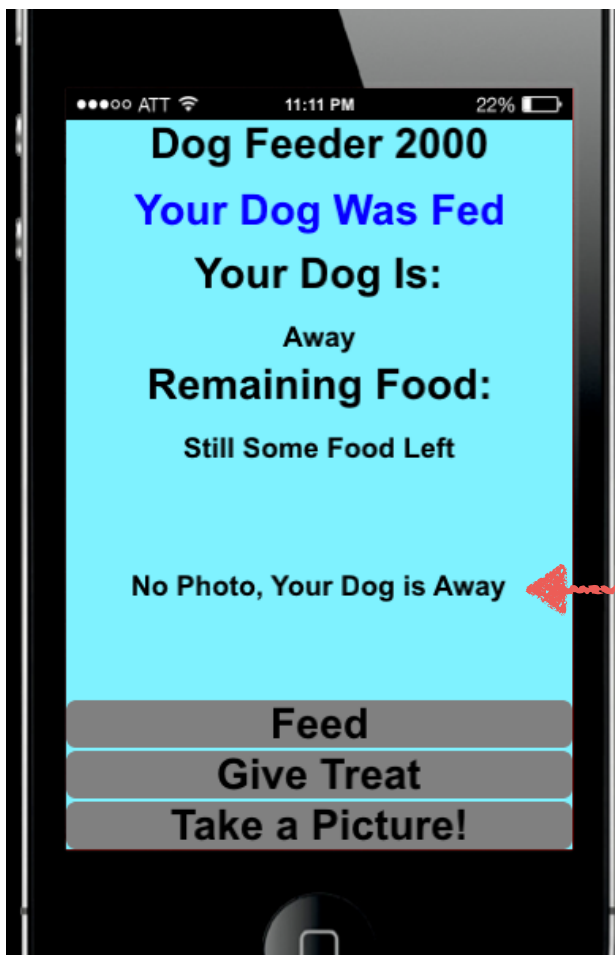 ATT 11:11 PM 22%
Dog Feeder 2000
Your Dog Was Fed
Your Dog Is:
Away
Remaining Food:
Still Some Food Left
No Photo, Your Dog is Away
Feed
Give Treat
Take a Picture!